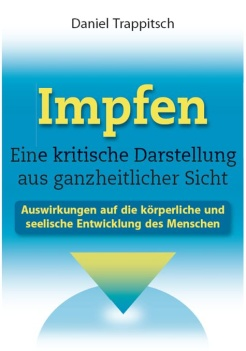 Daniel Trappitsch
Impfen
Eine kritische Darstellung
aus ganzheitlicher Sicht
Auswirkungen auf die körperliche und
seelische Entwicklung des Menschen